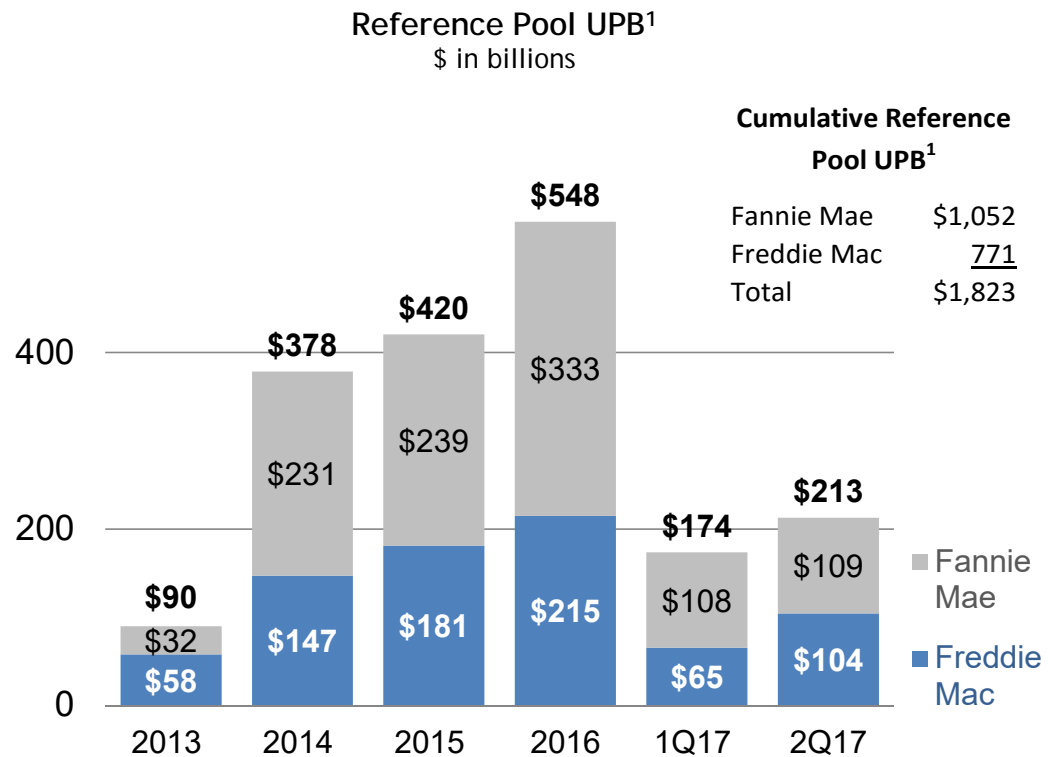 Reference Pool UPB¹
$ in billions
Cumulative Reference
Pool UPB¹
Fannie Mae $1,052
Freddie Mac 771
Total $1,823
$548
$420
$378
400
$333
$239
$231
$213
200
$174
$109
$108
$90
$32
$215
$181
$147
$104
$65
$58
0
Fannie
Mae
Freddie
Mac
2013 2014 2015 2016 1Q17 2Q17